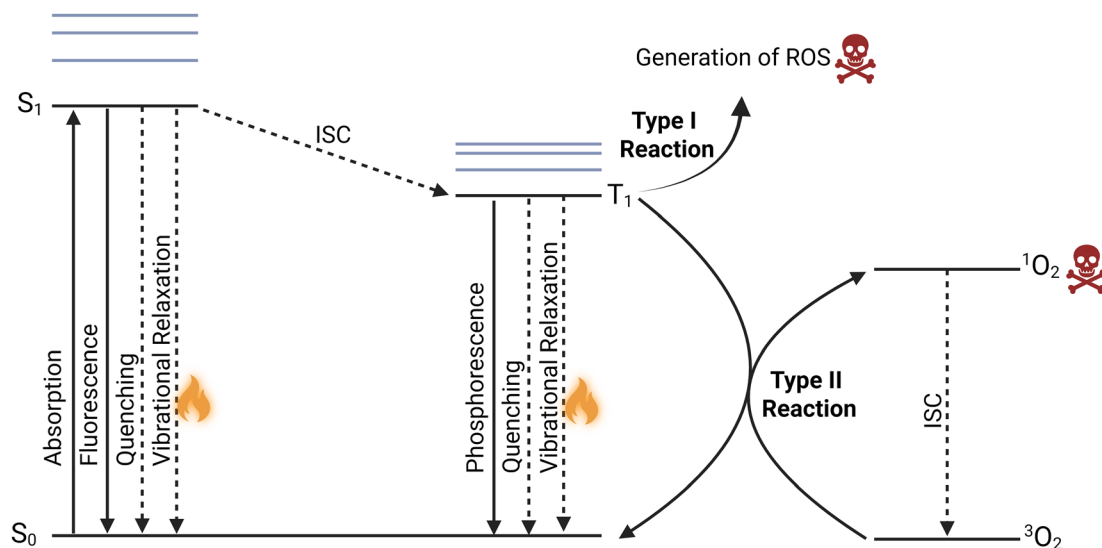 Generation of ROS
S₁
ISC
Type I
Reaction
T₁
¹O₂
Absorption
Fluorescence
Quenching
Vibrational Relaxation
Phosphorescence
Quenching
Vibrational Relaxation
Type II
Reaction
ISC
S₀
³O₂